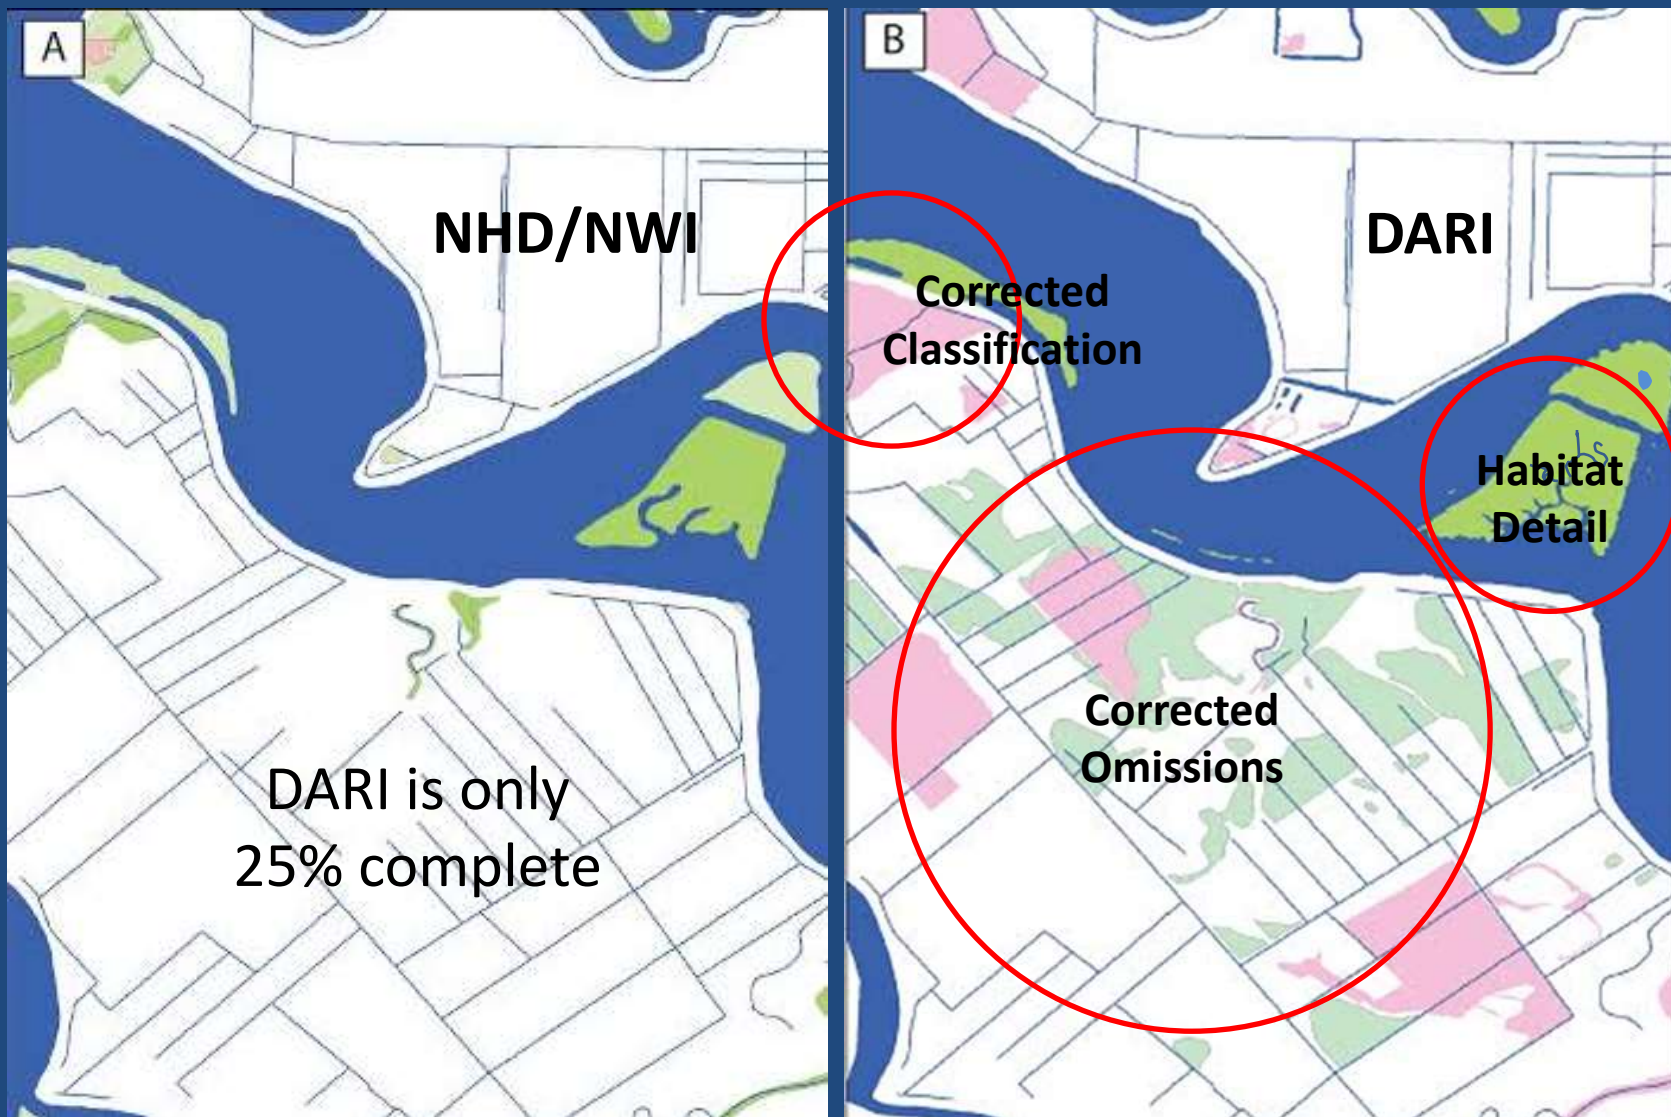 A
NHD/NWI
DARI is only
25% complete
B
DARI
Corrected
Classification
Habitat
Detail
Corrected
Omissions